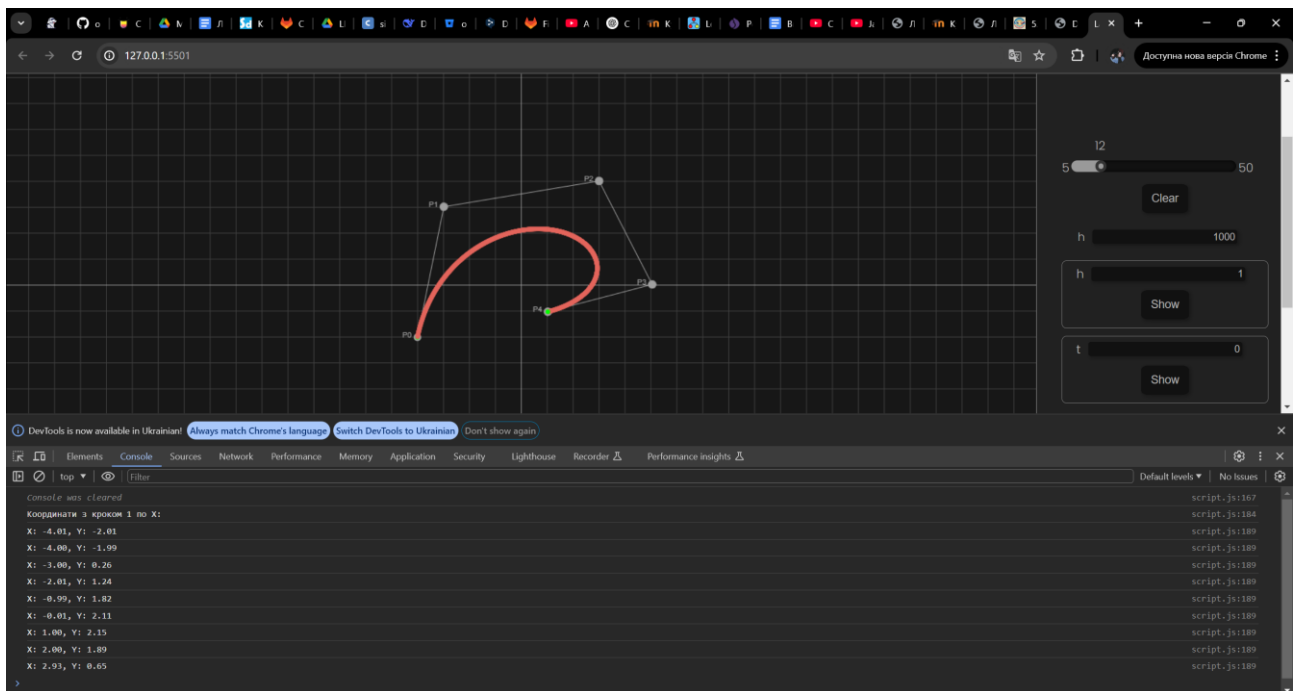 127.0.0.1:5501
Доступна нова версія Chrome
12
5 50
Clear
h 1000
h 1
Show
t 0
Show
P2
P1
P3
P4
P0
DevTools is now available in Ukrainian! Always match Chrome's language Switch DevTools to Ukrainian Don't show again
Elements Console Sources Network Performance Memory Application Security Lighthouse Recorder Performance insights
top Filter Default levels No Issues
Console was cleared script.js:167
Координати з кроком 1 по X: script.js:184
X: -4.01, Y: -2.01 script.js:189
X: -4.00, Y: -1.99 script.js:189
X: -3.00, Y: 0.26 script.js:189
X: -2.01, Y: 1.24 script.js:189
X: -0.99, Y: 1.82 script.js:189
X: -0.01, Y: 2.11 script.js:189
X: 1.00, Y: 2.15 script.js:189
X: 2.00, Y: 1.89 script.js:189
X: 2.93, Y: 0.65 script.js:189